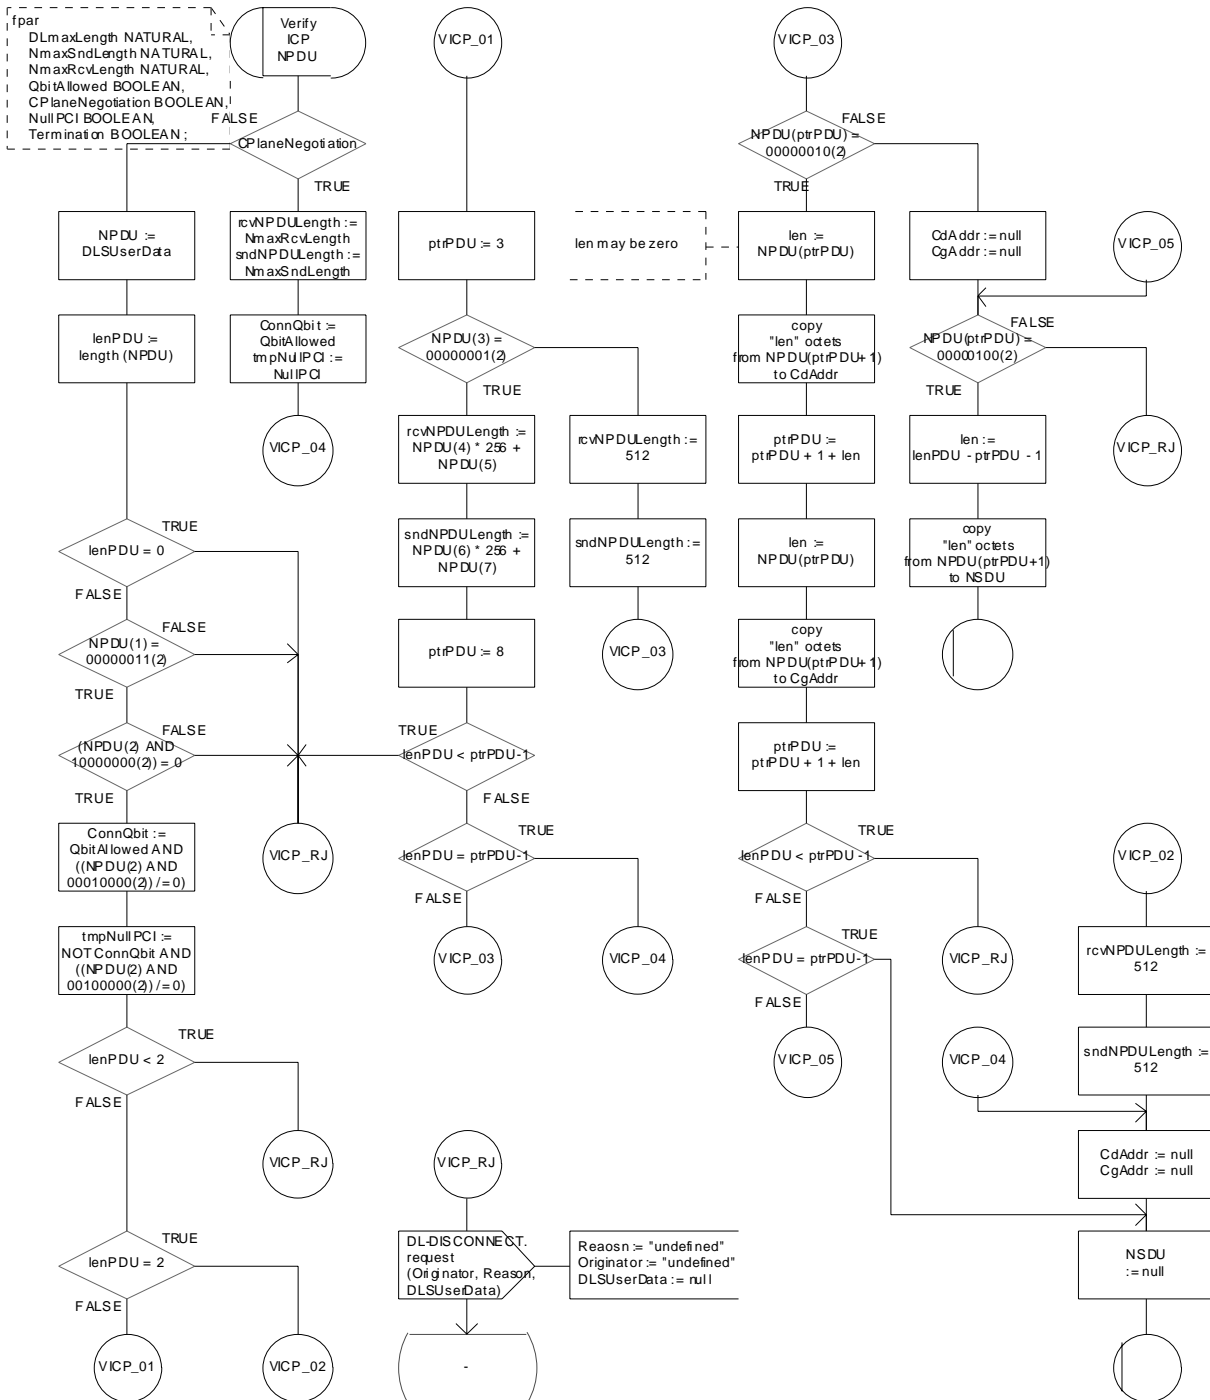 fpar
DLmaxLength NATURAL,
NmaxSndLength NATURAL,
NmaxRcvLength NATURAL,
QbitAllowed BOOLEAN,
CPlaneNegotiation BOOLEAN,
NullPCI BOOLEAN,
Termination BOOLEAN ;
Verify
ICP
NPDU
FALSE
CPlaneNegotiation
TRUE
NPDU :=
DLSUserData
rcvNPDULength :=
NmaxRcvLength
sndNPDULength :=
NmaxSndLength
lenPDU :=
length (NPDU)
ConnQbit :=
QbitAllowed
tmpNullPCI :=
NullPCI
VICP_04
TRUE
lenPDU = 0
FALSE
FALSE
NPDU(1) =
00000011(2)
TRUE
FALSE
(NPDU(2) AND
10000000(2)) = 0
TRUE
ConnQbit :=
QbitAllowed AND
((NPDU(2) AND
00010000(2)) /= 0)
VICP_RJ
tmpNullPCI :=
NOT ConnQbit AND
((NPDU(2) AND
00100000(2)) /= 0)
TRUE
lenPDU < 2
FALSE
VICP_RJ
TRUE
lenPDU = 2
FALSE
VICP_01
VICP_02
VICP_01
ptrPDU := 3
NPDU(3) =
00000001(2)
FALSE
TRUE
rcvNPDULength :=
NPDU(4) * 256 +
NPDU(5)
rcvNPDULength :=
512
sndNPDULength :=
NPDU(6) * 256 +
NPDU(7)
sndNPDULength :=
512
ptrPDU := 8
VICP_03
TRUE
lenPDU < ptrPDU-1
FALSE
TRUE
lenPDU = ptrPDU-1
FALSE
VICP_03
VICP_04
VICP_RJ
DL-DISCONNECT.
request
(Originator, Reason,
DLSUserData)
Reaosn := "undefined"
Originator := "undefined"
DLSUserData := null
-
VICP_03
FALSE
NPDU(ptrPDU) =
00000010(2)
TRUE
len may be zero
len :=
NPDU(ptrPDU)
CdAddr := null
CgAddr := null
VICP_05
copy
"len" octets
from NPDU(ptrPDU+1)
to CdAddr
FALSE
NPDU(ptrPDU) =
00000100(2)
TRUE
ptrPDU :=
ptrPDU + 1 + len
len :=
lenPDU - ptrPDU - 1
VICP_RJ
len :=
NPDU(ptrPDU)
copy
"len" octets
from NPDU(ptrPDU+1)
to NSDU
copy
"len" octets
from NPDU(ptrPDU+1)
to CgAddr
ptrPDU :=
ptrPDU + 1 + len
TRUE
lenPDU < ptrPDU-1
FALSE
TRUE
lenPDU = ptrPDU-1
VICP_RJ
FALSE
VICP_05
VICP_02
rcvNPDULength :=
512
VICP_04
sndNPDULength :=
512
CdAddr := null
CgAddr := null
NSDU
:= null